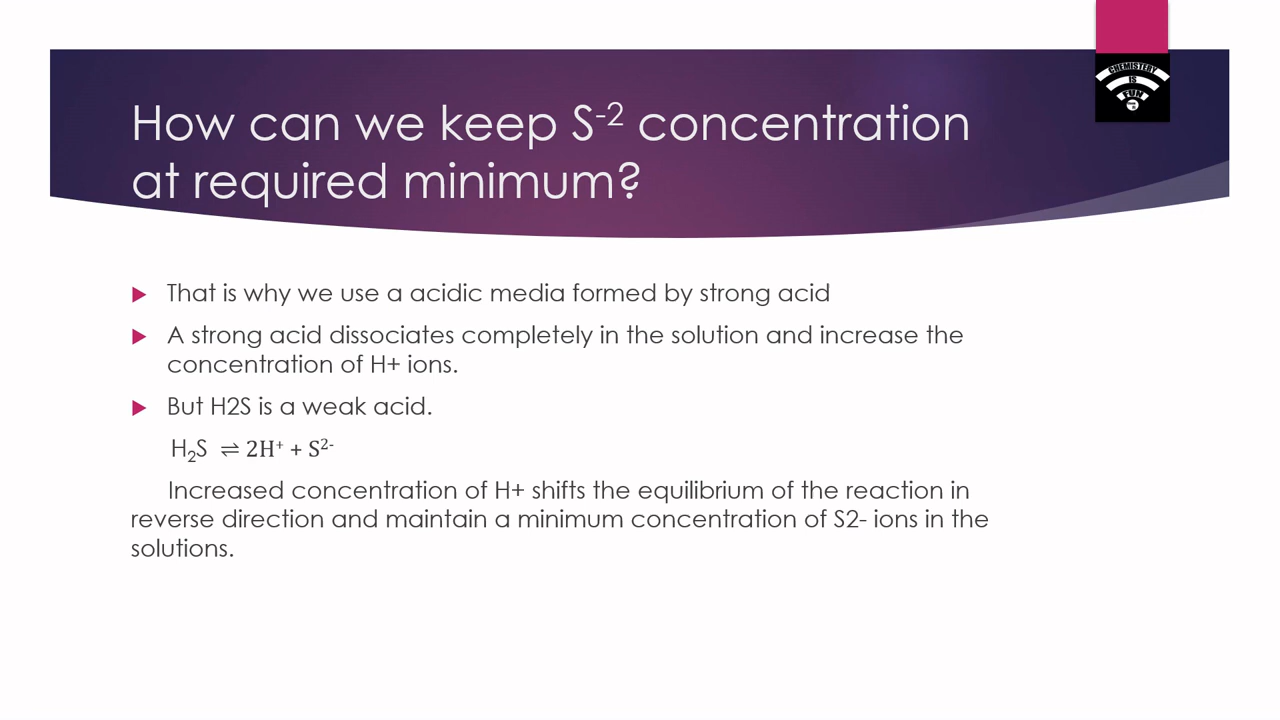 CHEMISTERY
IS
FUN
How can we keep S⁻² concentration
at required minimum?
That is why we use a acidic media formed by strong acid
A strong acid dissociates completely in the solution and increase the
concentration of H+ ions.
But H2S is a weak acid.
H₂S ⇌ 2H⁺ + S²⁻
Increased concentration of H+ shifts the equilibrium of the reaction in
reverse direction and maintain a minimum concentration of S2- ions in the
solutions.